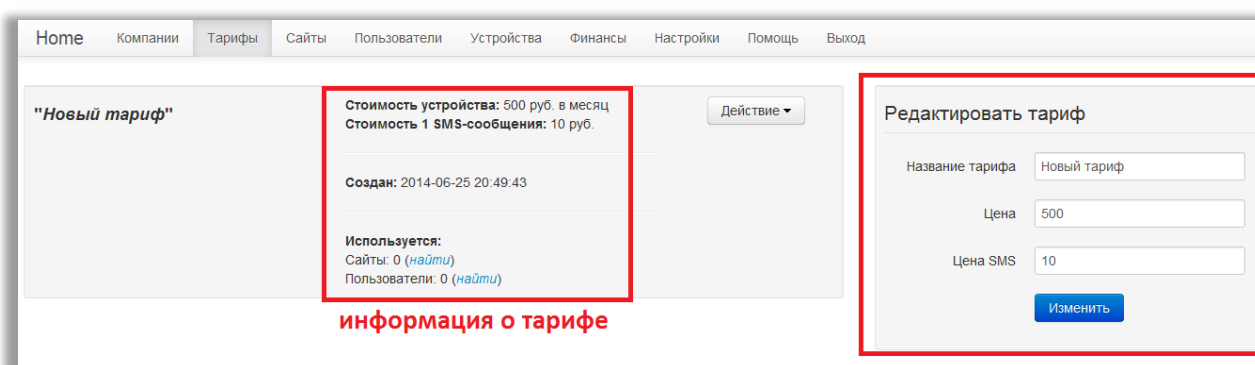 Home Компании Тарифы Сайты Пользователи Устройства Финансы Настройки Помощь Выход
"Новый тариф"
Стоимость устройства: 500 руб. в месяц
Стоимость 1 SMS-сообщения: 10 руб.
Создан: 2014-06-25 20:49:43
Используется:
Сайты: 0 (найти)
Пользователи: 0 (найти)
информация о тарифе
Действие
Редактировать тариф
Название тарифа Новый тариф
Цена 500
Цена SMS 10
Изменить